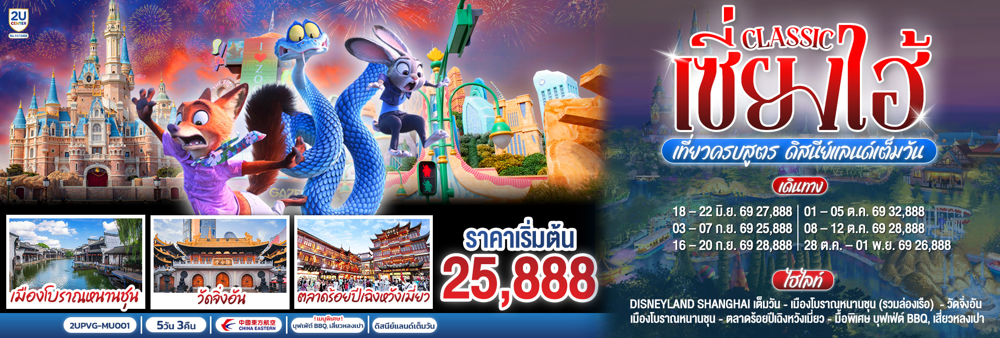 2U
CENTER
No.11/13488
I
ZO
GAZE
CLASSIC
เซี่ยงไฮ้
เที่ยวครบสูตร ดิสนีย์แลนด์เต็มวัน
เดินทาง
18 – 22 มิ.ย. 69 27,888
03 – 07 ก.ย. 69 25,888
16 – 20 ก.ย. 69 28,888
01 – 05 ต.ค. 69 32,888
08 – 12 ต.ค. 69 28,888
28 ต.ค. – 01 พ.ย. 69 26,888
ไฮไลท์
DISNEYLAND SHANGHAI เต็มวัน - เมืองโบราณหนานชุน (รวมล่องเรือ) - วัดจิ่งอัน
เมืองโบราณหนานชุน - ตลาดร้อยปีเฉิงหวังเมี่ยว - มื้อพิเศษ บุฟเฟ่ต์ BBQ, เสี่ยวหลงเปา
เมืองโบราณหนานชุน
วัดจิ่งอัน
ตลาดร้อยปีเฉิงหวังเมี่ยว
ราคาเริ่มต้น
25,888
2UPVG-MU001
5วัน 3คืน
中國東方航空
CHINA EASTERN
! เมนูพิเศษ !
บุฟเฟ่ต์ BBQ, เสี่ยวหลงเปา
ดิสนีย์แลนด์เต็มวัน